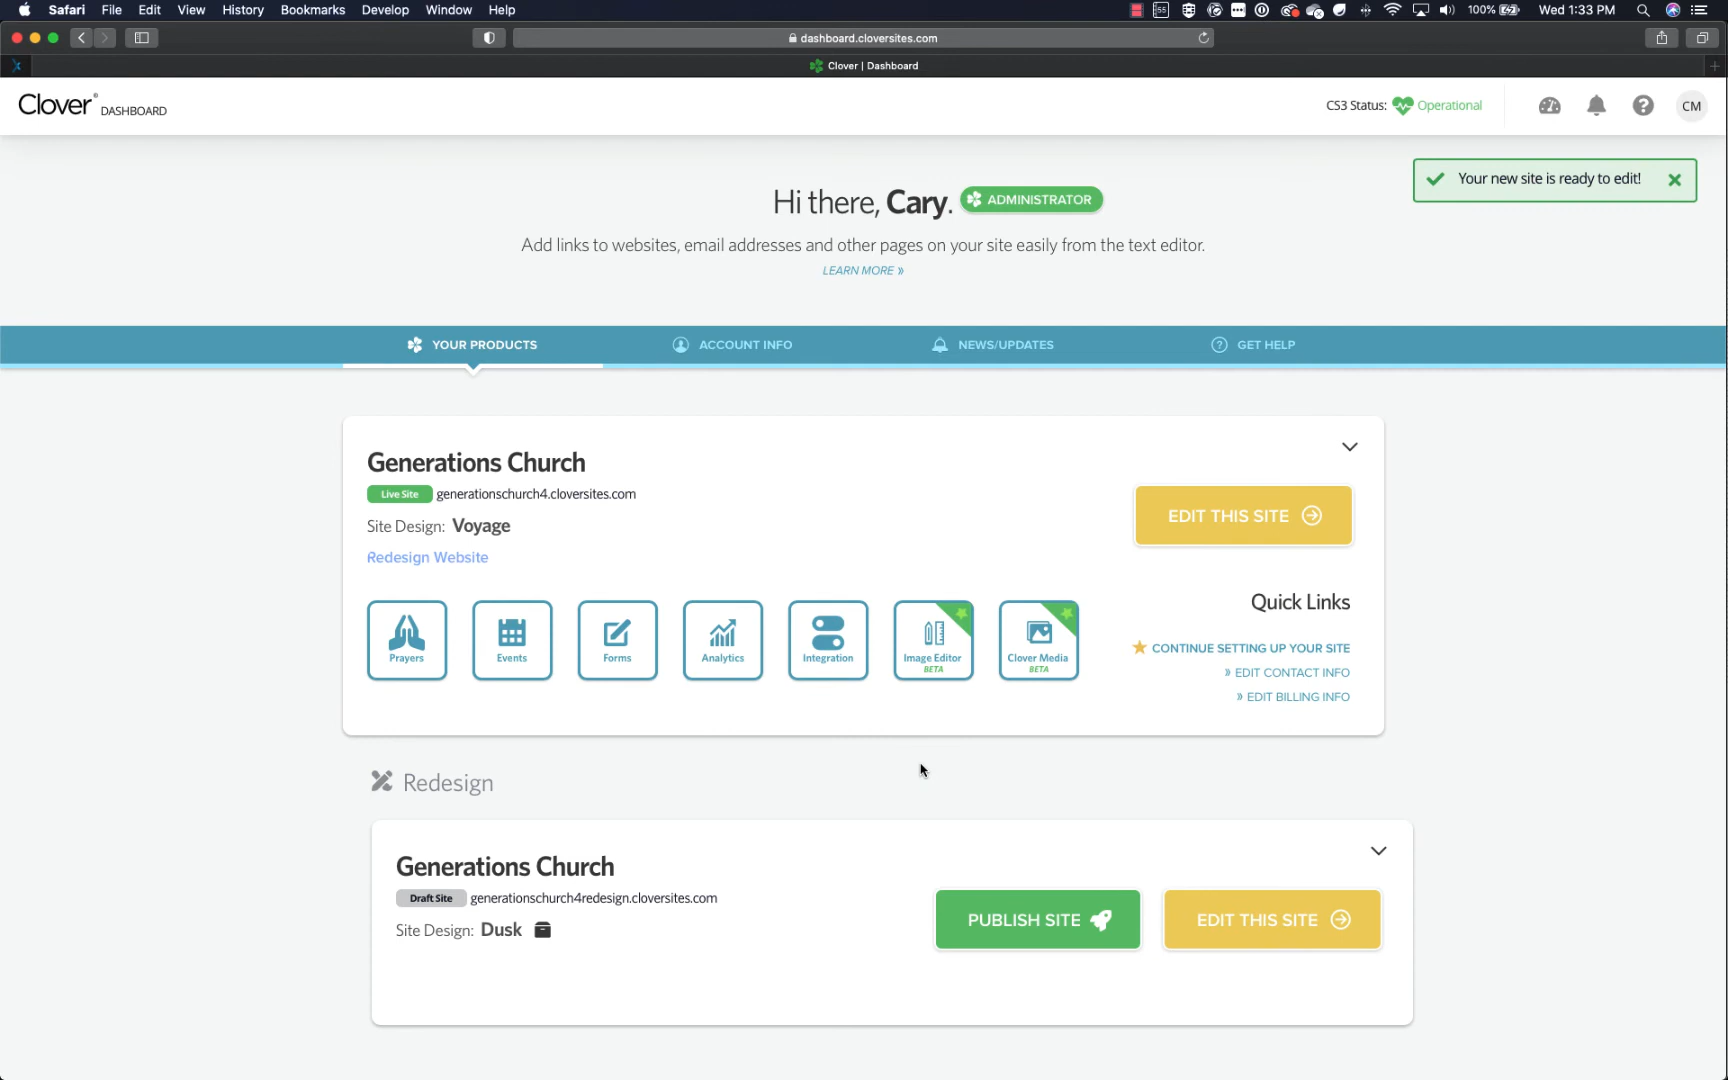 Safari File Edit View History Bookmarks Develop Window Help
100% Wed 1:33 PM
dashboard.cloversites.com
Clover | Dashboard
Clover® DASHBOARD
CS3 Status: Operational
CM
Your new site is ready to edit!
Hi there, Cary. ADMINISTRATOR
Add links to websites, email addresses and other pages on your site easily from the text editor.
LEARN MORE »
YOUR PRODUCTS ACCOUNT INFO NEWS/UPDATES GET HELP
Generations Church
Live Site generationschurch4.cloversites.com
EDIT THIS SITE
Site Design: Voyage
Redesign Website
Quick Links
Prayers Events Forms Analytics Integration Image Editor Clover Media
BETA BETA
CONTINUE SETTING UP YOUR SITE
» EDIT CONTACT INFO
» EDIT BILLING INFO
Redesign
Generations Church
Draft Site generationschurch4redesign.cloversites.com
PUBLISH SITE EDIT THIS SITE
Site Design: Dusk